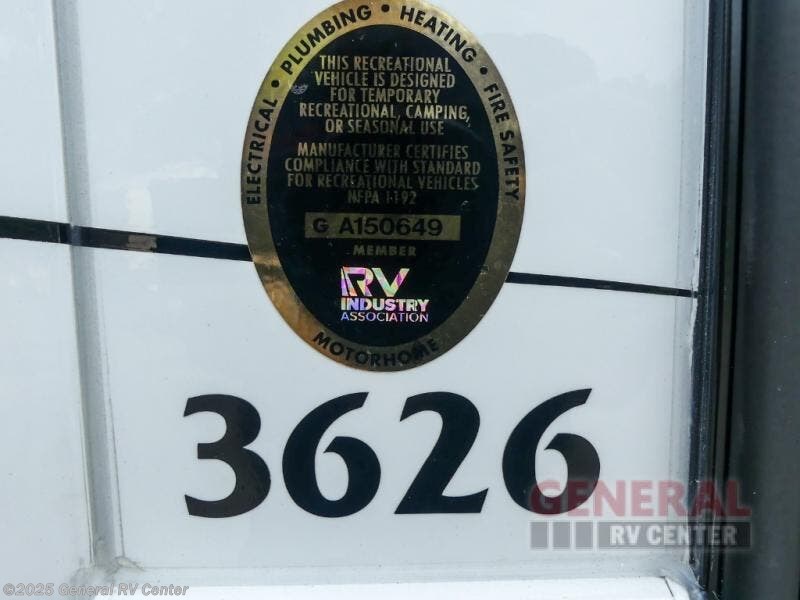 ELECTRICAL • PLUMBING • HEATING • FIRE SAFETY
THIS RECREATIONAL
VEHICLE IS DESIGNED
FOR TEMPORARY
RECREATIONAL, CAMPING,
OR SEASONAL USE
MANUFACTURER CERTIFIES
COMPLIANCE WITH STANDARD
FOR RECREATIONAL VEHICLES
NFPA 1192
G A150649
MEMBER
RV
INDUSTRY
ASSOCIATION
MOTORHOME
3626
GENERAL
RV CENTER
©2025 General RV Center